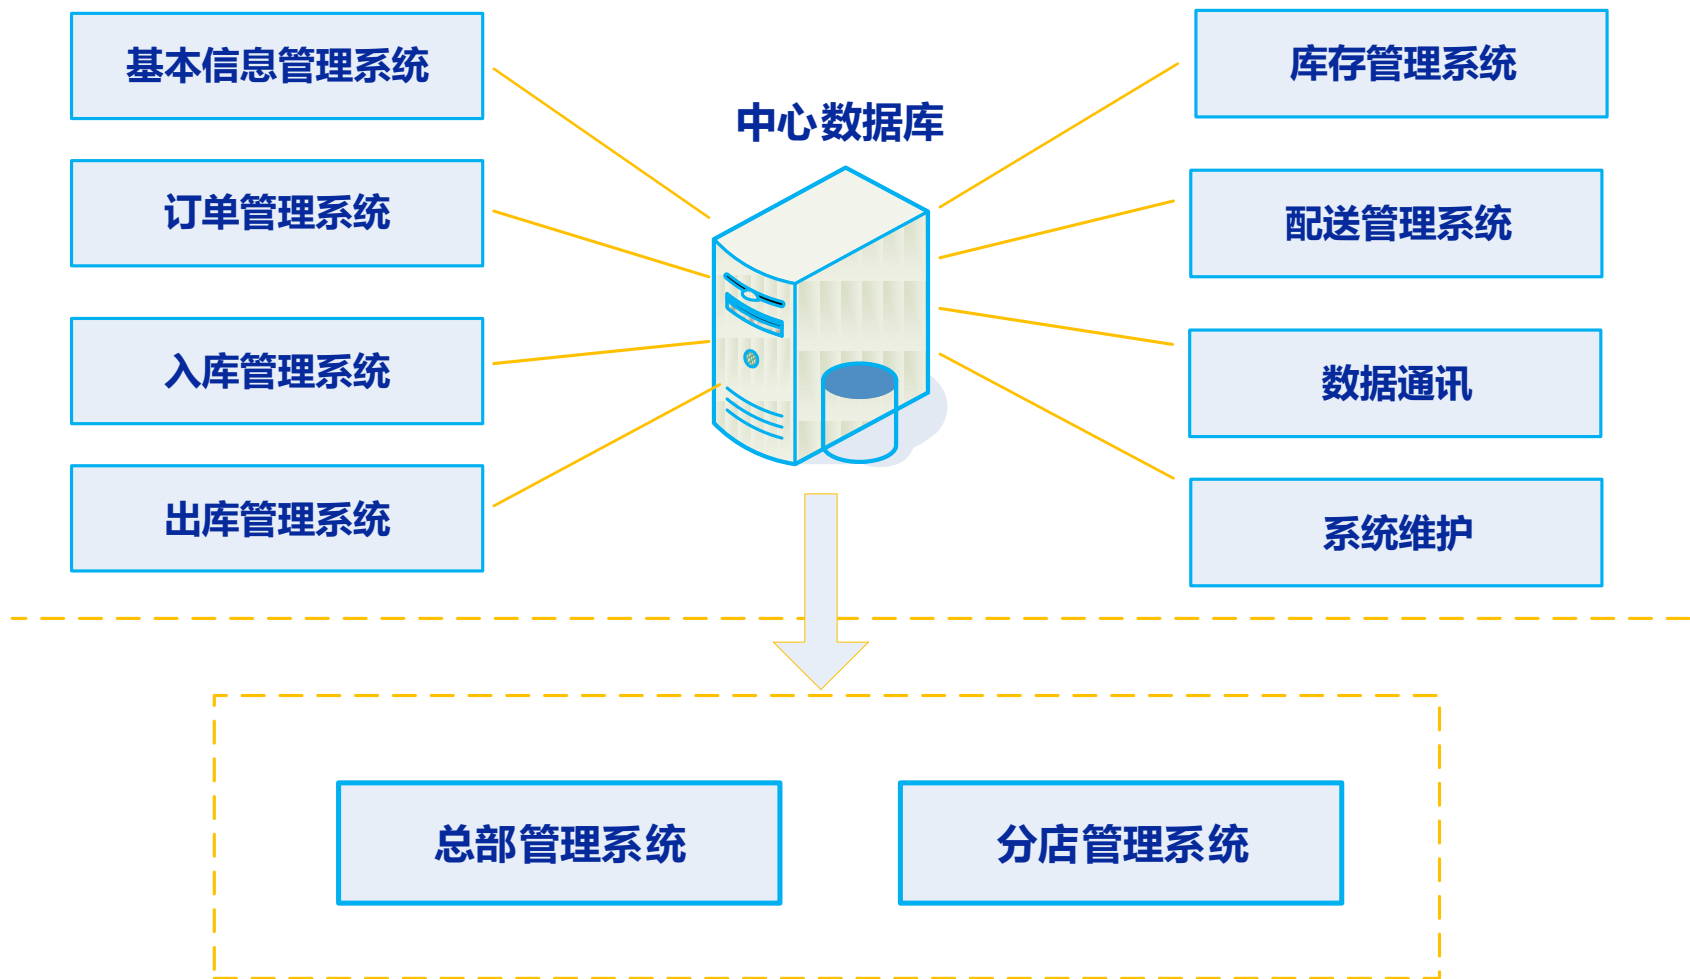 基本信息管理系统
订单管理系统
入库管理系统
出库管理系统
中心数据库
库存管理系统
配送管理系统
数据通讯
系统维护
总部管理系统
分店管理系统